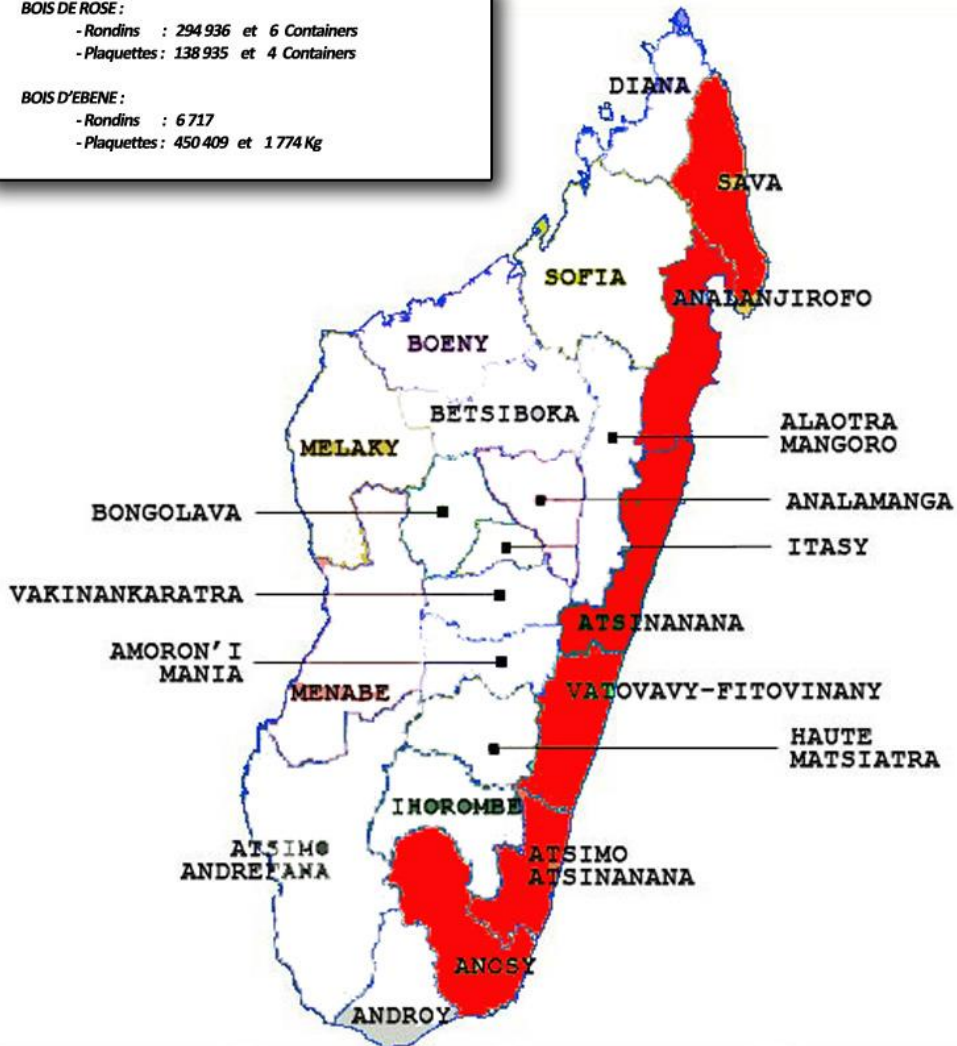 BOIS DE ROSE :
- Rondins : 294 936 et 6 Containers
- Plaquettes : 138 935 et 4 Containers
BOIS D'EBENE :
- Rondins : 6 717
- Plaquettes : 450 409 et 1 774 Kg
DIANA
SAVA
SOFIA
ANALANJIROFO
BOENY
BETSIBOKA
ALAOTRA
MANGORO
MELAKY
ANALAMANGA
BONGOLAVA
ITASY
VAKINANKARATRA
ATSINANANA
AMORON'I
MANIA
MENABE
VATOVAVY-FITOVINANY
HAUTE
MATSIATRA
IHOROMBE
ATSIMO
ANDREFANA
ATSIMO
ATSINANANA
ANOSY
ANDROY